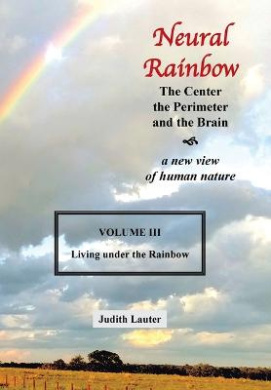 Neural
Rainbow
The Center
the Perimeter
and the Brain
a new view
of human nature
VOLUME III
Living under the Rainbow
Judith Lauter